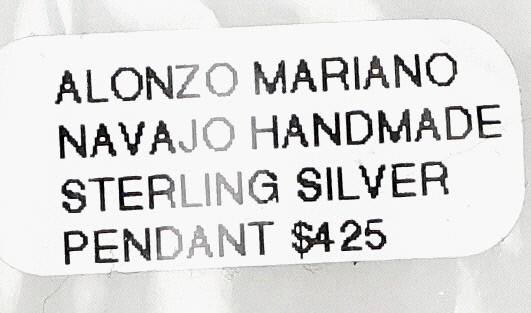 ALONZO MARIANO
NAVAJO HANDMADE
STERLING SILVER
PENDANT $425